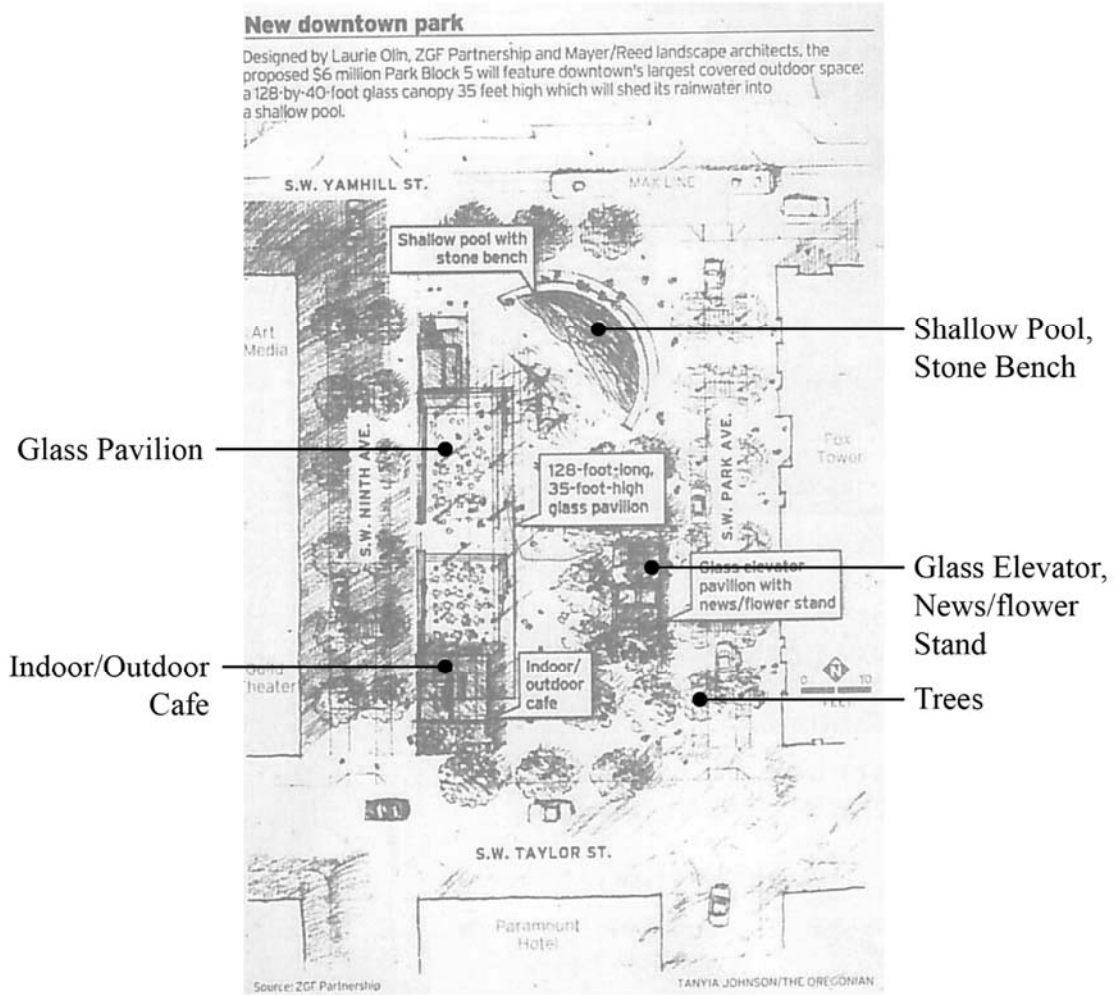 New downtown park
Designed by Laurie Olin, ZGF Partnership and Mayer/Reed landscape architects, the
proposed $6 million Park Block 5 will feature downtown's largest covered outdoor space:
a 128-by-40-foot glass canopy 35 feet high which will shed its rainwater into
a shallow pool.
S.W. YAMHILL ST.
MAX LINE
Shallow pool with
stone bench
Art
Media
Shallow Pool,
Stone Bench
Glass Pavilion
S.W. NINTH AVE.
128-foot-long,
35-foot-high
glass pavilion
S.W. PARK AVE.
Fox
Tower
Glass elevator
pavilion with
news/flower stand
Glass Elevator,
News/flower
Stand
Indoor/Outdoor
Cafe
Guild
Theater
Indoor/
outdoor
cafe
N
0 10
FEET
Trees
S.W. TAYLOR ST.
Paramount
Hotel
Source: ZGF Partnership
TANYIA JOHNSON/THE OREGONIAN